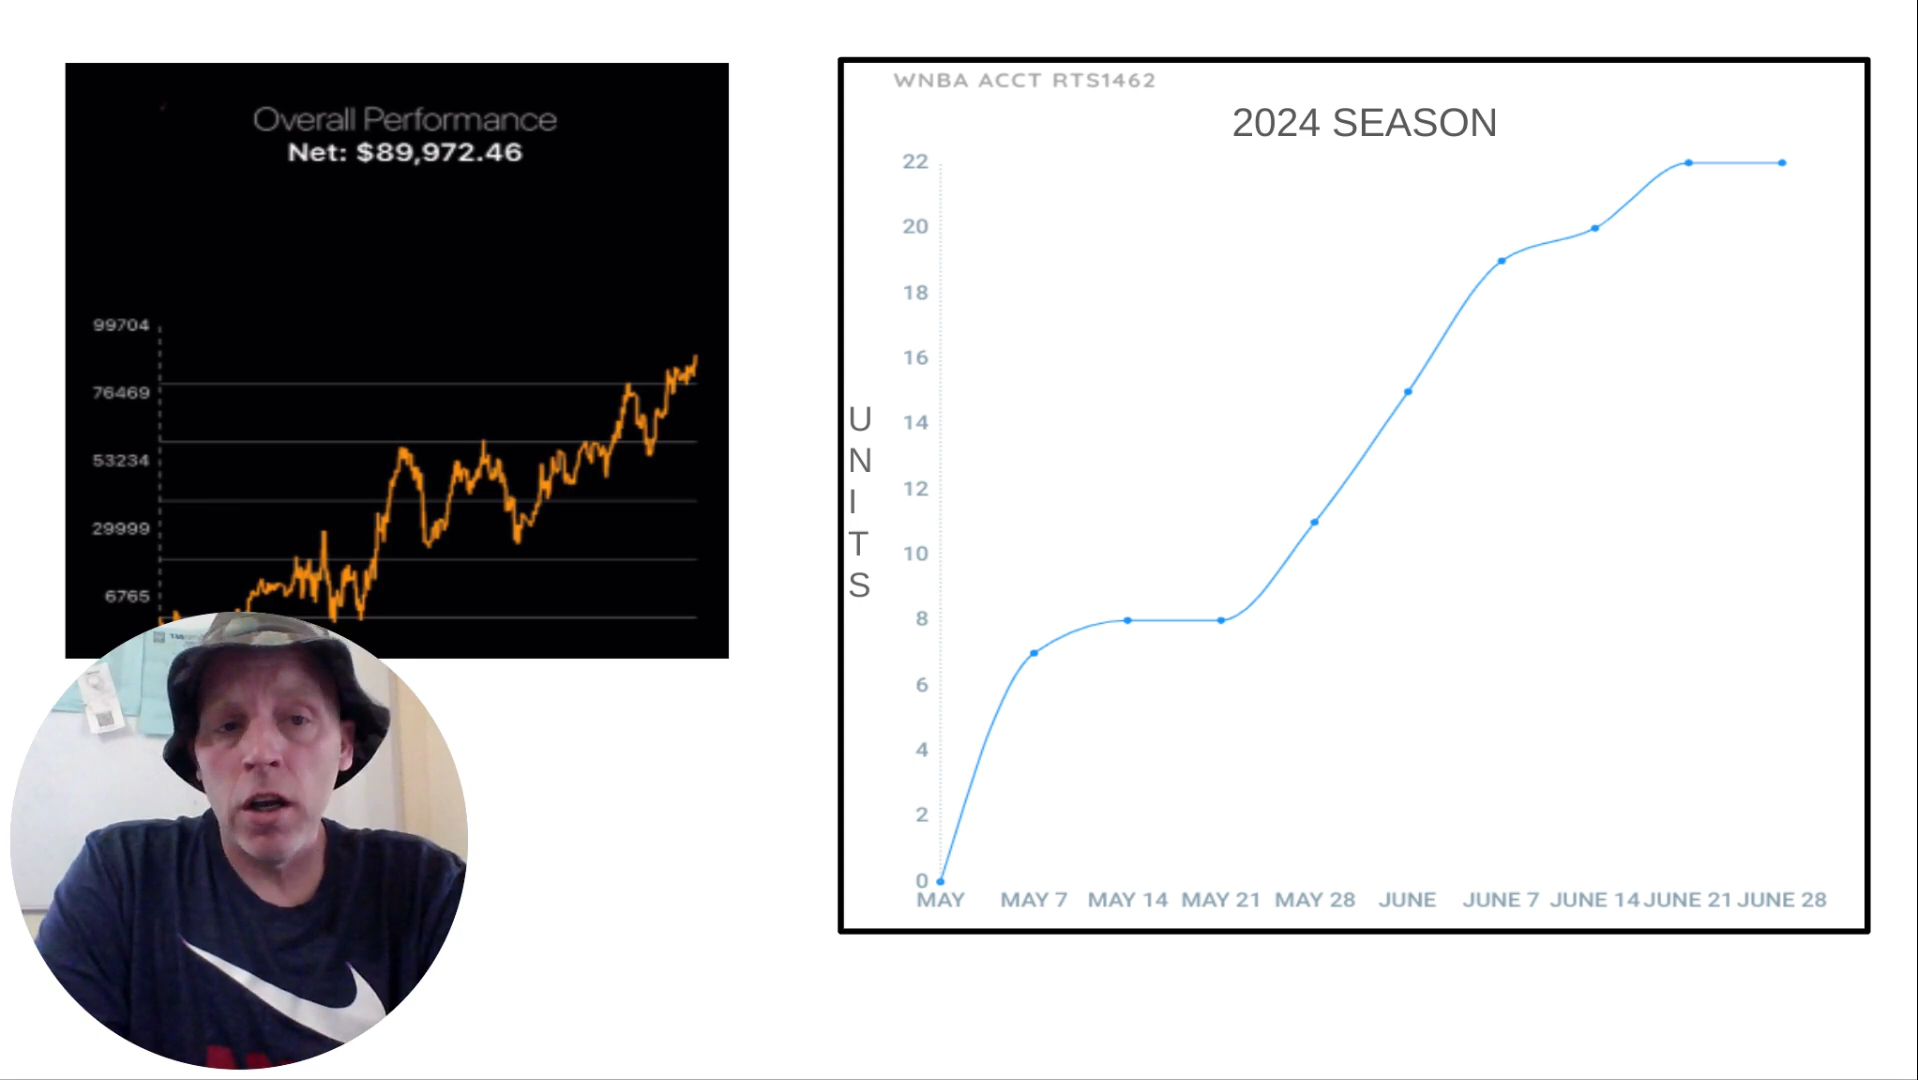 Overall Performance
Net: $89,972.46
99704
76469
53234
29999
6765
WNBA ACCT RTS1462
2024 SEASON
UNITS
22
20
18
16
14
12
10
8
6
4
2
0
MAY MAY 7 MAY 14 MAY 21 MAY 28 JUNE JUNE 7 JUNE 14 JUNE 21 JUNE 28